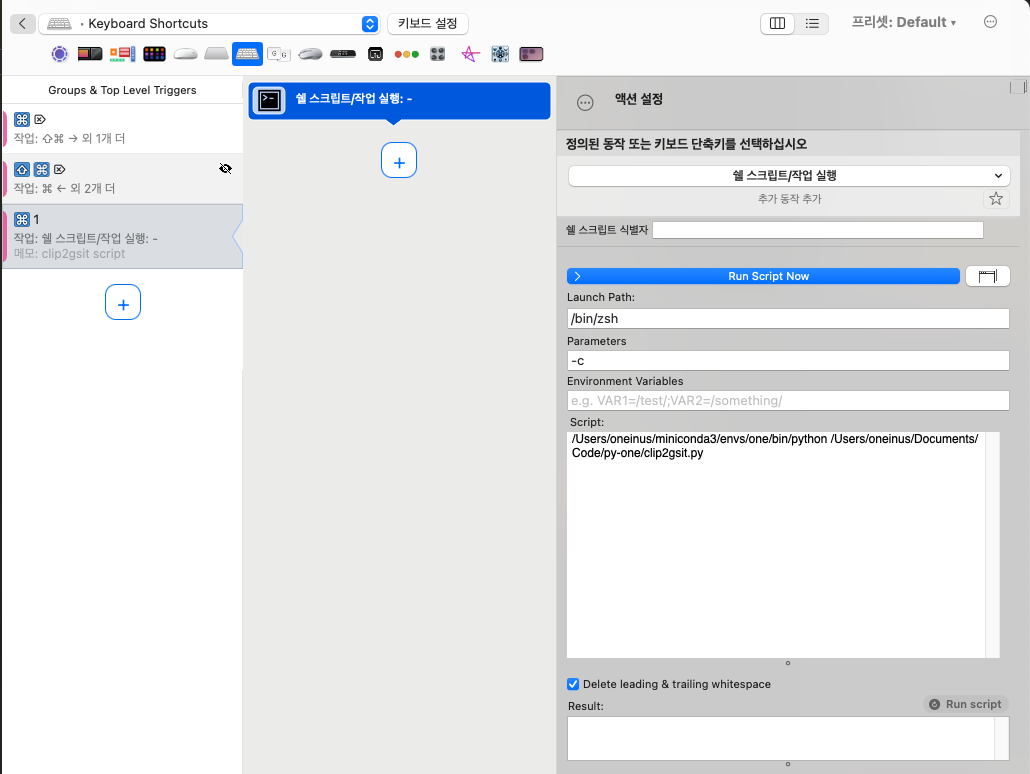 Keyboard Shortcuts
키보드 설정
프리셋: Default
Groups & Top Level Triggers
⌘ ⌦
작업: ⇧⌘ → 외 1개 더
⇧ ⌘ ⌦
작업: ⌘ ← 외 2개 더
⌘ 1
작업: 쉘 스크립트/작업 실행: -
메모: clip2gsit script
+
쉘 스크립트/작업 실행: -
+
액션 설정
정의된 동작 또는 키보드 단축키를 선택하십시오
쉘 스크립트/작업 실행
추가 동작 추가
쉘 스크립트 식별자
Run Script Now
Launch Path:
/bin/zsh
Parameters
-c
Environment Variables
e.g. VAR1=/test/;VAR2=/something/
Script:
/Users/oneinus/miniconda3/envs/one/bin/python /Users/oneinus/Documents/
Code/py-one/clip2gsit.py
Delete leading & trailing whitespace
Result:
Run script